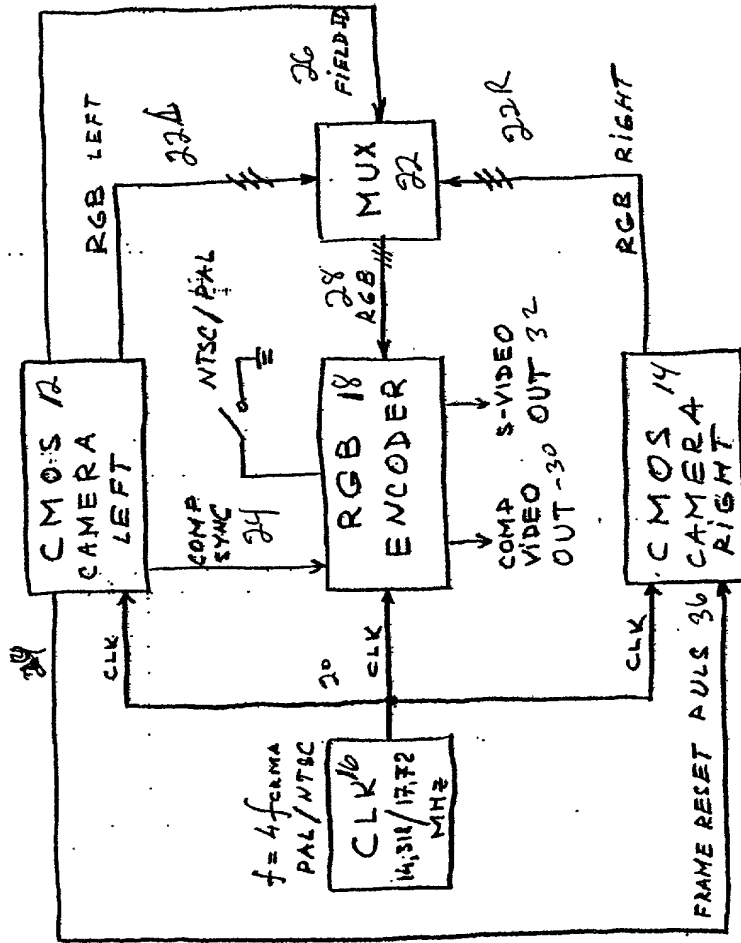 CMOS 12
CAMERA
LEFT
RGB LEFT
22L
26
FIELD ID
MUX
22
22R
RGB RIGHT
28
RGB
NTSC/PAL
COMP
SYNC
24
RGB 18
ENCODER
S-VIDEO
OUT 32
COMP
VIDEO
OUT-30
CMOS 14
CAMERA
RIGHT
CLK
20
CLK
CLK
f = 4 f
PAL/NTSC
CLK 16
14,318/17,72
MHz
FRAME RESET PULS 36